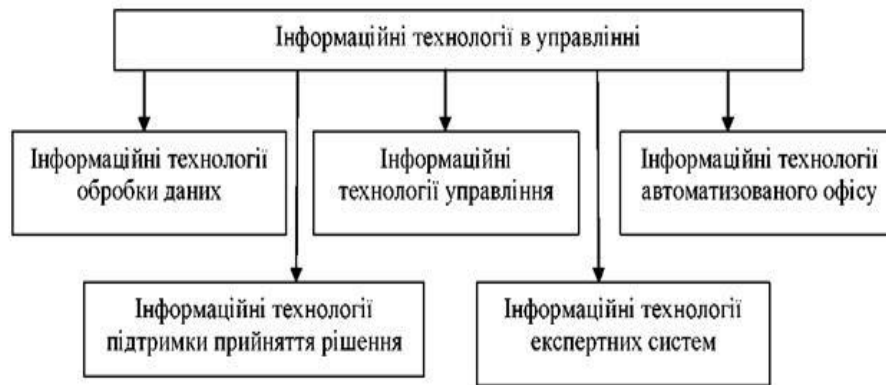 Інформаційні технології в управлінні
Інформаційні технології
обробки даних
Інформаційні
технології управління
Інформаційні технології
автоматизованого офісу
Інформаційні технології
підтримки прийняття рішення
Інформаційні технології
експертних систем